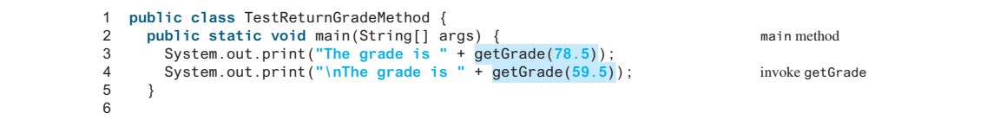 1 public class TestReturnGradeMethod {
2 public static void main(String[] args) { main method
3 System.out.print("The grade is " + getGrade(78.5));
4 System.out.print("\nThe grade is " + getGrade(59.5)); invoke getGrade
5 }
6